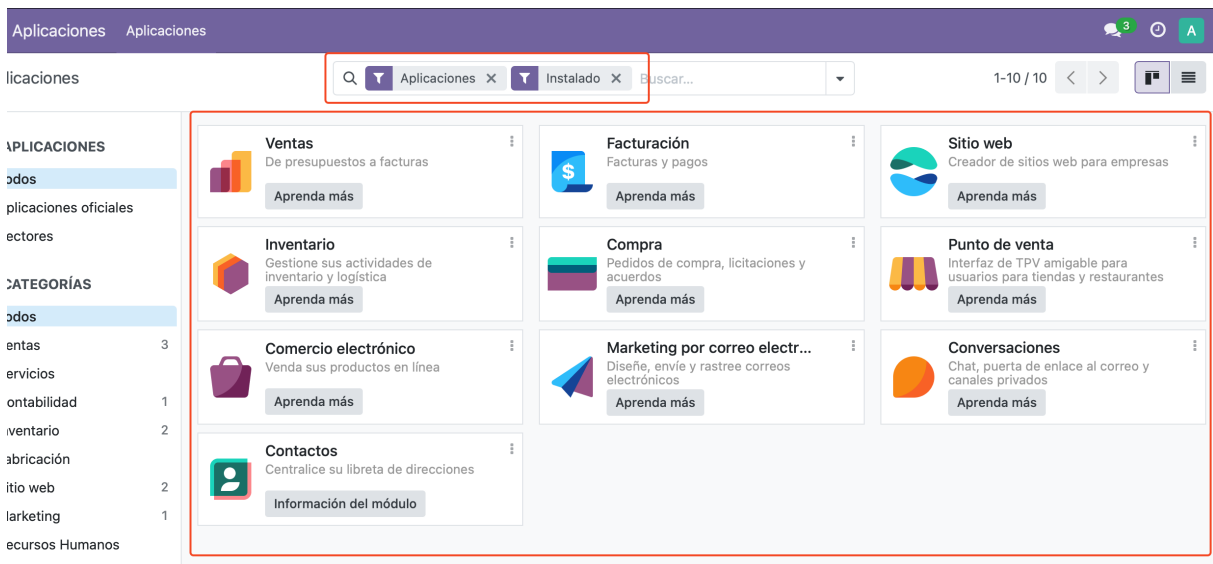 Aplicaciones Aplicaciones 3 A
licaciones Aplicaciones Instalado Buscar... 1-10 / 10
APLICACIONES
odos
plicaciones oficiales
ectores
CATEGORÍAS
odos
entas 3
ervicios
ontabilidad 1
nventario 2
abricación
itio web 2
Marketing 1
ecursos Humanos
Ventas
De presupuestos a facturas
Aprenda más
Facturación
Facturas y pagos
Aprenda más
Sitio web
Creador de sitios web para empresas
Aprenda más
Inventario
Gestione sus actividades de
inventario y logística
Aprenda más
Compra
Pedidos de compra, licitaciones y
acuerdos
Aprenda más
Punto de venta
Interfaz de TPV amigable para
usuarios para tiendas y restaurantes
Aprenda más
Comercio electrónico
Venda sus productos en línea
Aprenda más
Marketing por correo electr...
Diseñe, envíe y rastree correos
electrónicos
Aprenda más
Conversaciones
Chat, puerta de enlace al correo y
canales privados
Aprenda más
Contactos
Centralice su libreta de direcciones
Información del módulo